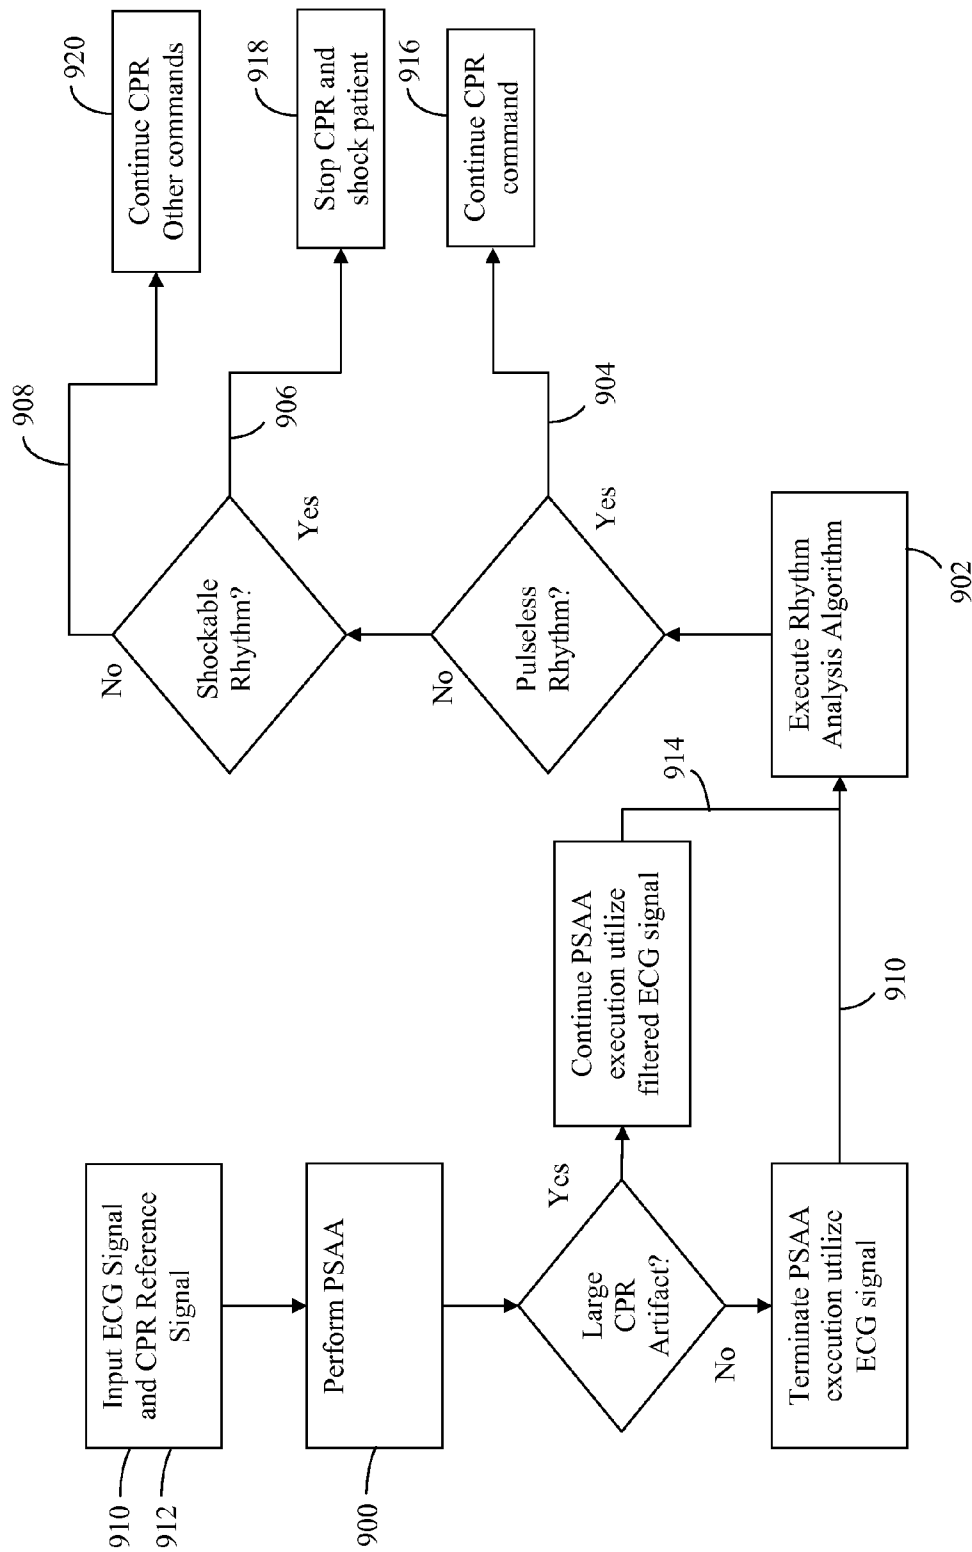 910
912
Input ECG Signal
and CPR Reference
Signal
900
Perform PSAA
Large
CPR
Artifact?
Yes
No
Continue PSAA
execution utilize
filtered ECG signal
914
Terminate PSAA
execution utilize
ECG signal
910
Execute Rhythm
Analysis Algorithm
902
Pulseless
Rhythm?
No
Yes
904
Shockable
Rhythm?
No
Yes
906
908
Continue CPR
Other commands
920
Stop CPR and
shock patient
918
Continue CPR
command
916